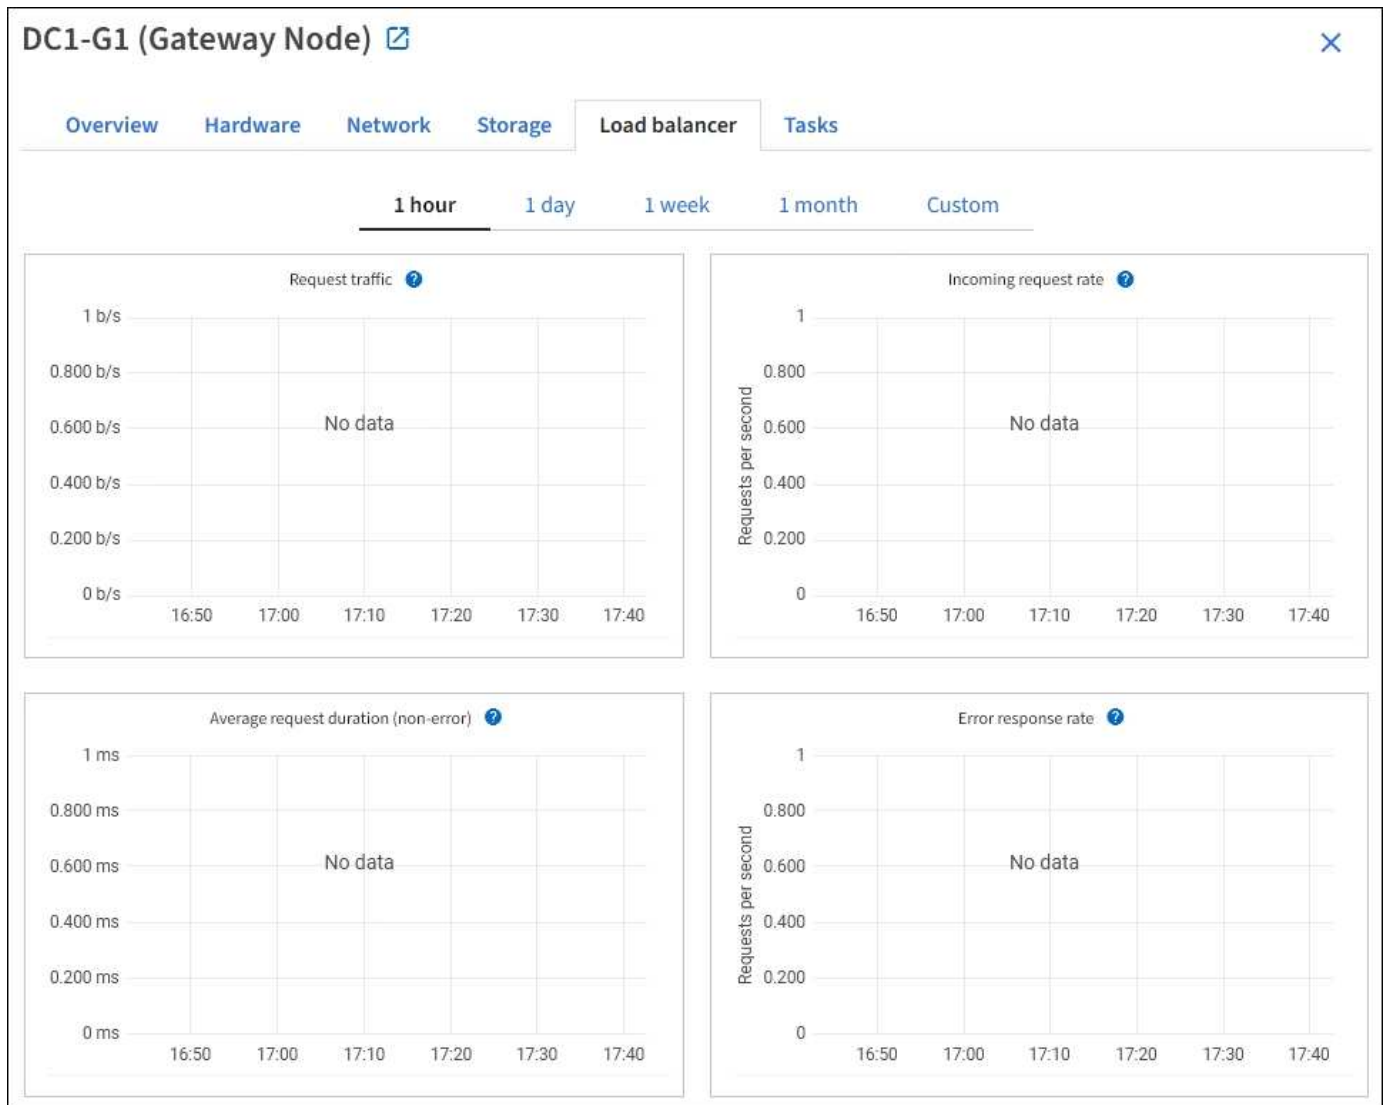 DC1-G1 (Gateway Node)
Overview Hardware Network Storage Load balancer Tasks
1 hour 1 day 1 week 1 month Custom
Request traffic
1 b/s
0.800 b/s
0.600 b/s
0.400 b/s
0.200 b/s
0 b/s
No data
16:50 17:00 17:10 17:20 17:30 17:40
Incoming request rate
Requests per second
1
0.800
0.600
0.400
0.200
0
No data
16:50 17:00 17:10 17:20 17:30 17:40
Average request duration (non-error)
1 ms
0.800 ms
0.600 ms
0.400 ms
0.200 ms
0 ms
No data
16:50 17:00 17:10 17:20 17:30 17:40
Error response rate
Requests per second
1
0.800
0.600
0.400
0.200
0
No data
16:50 17:00 17:10 17:20 17:30 17:40